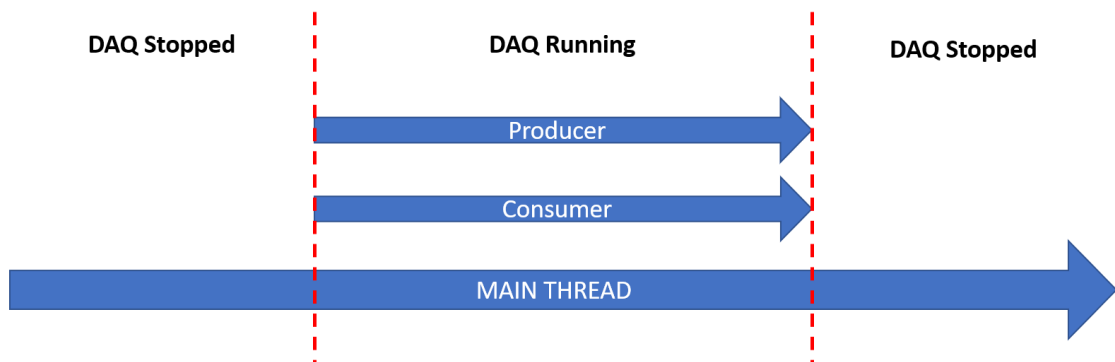 DAQ Stopped
DAQ Running
DAQ Stopped
Producer
Consumer
MAIN THREAD